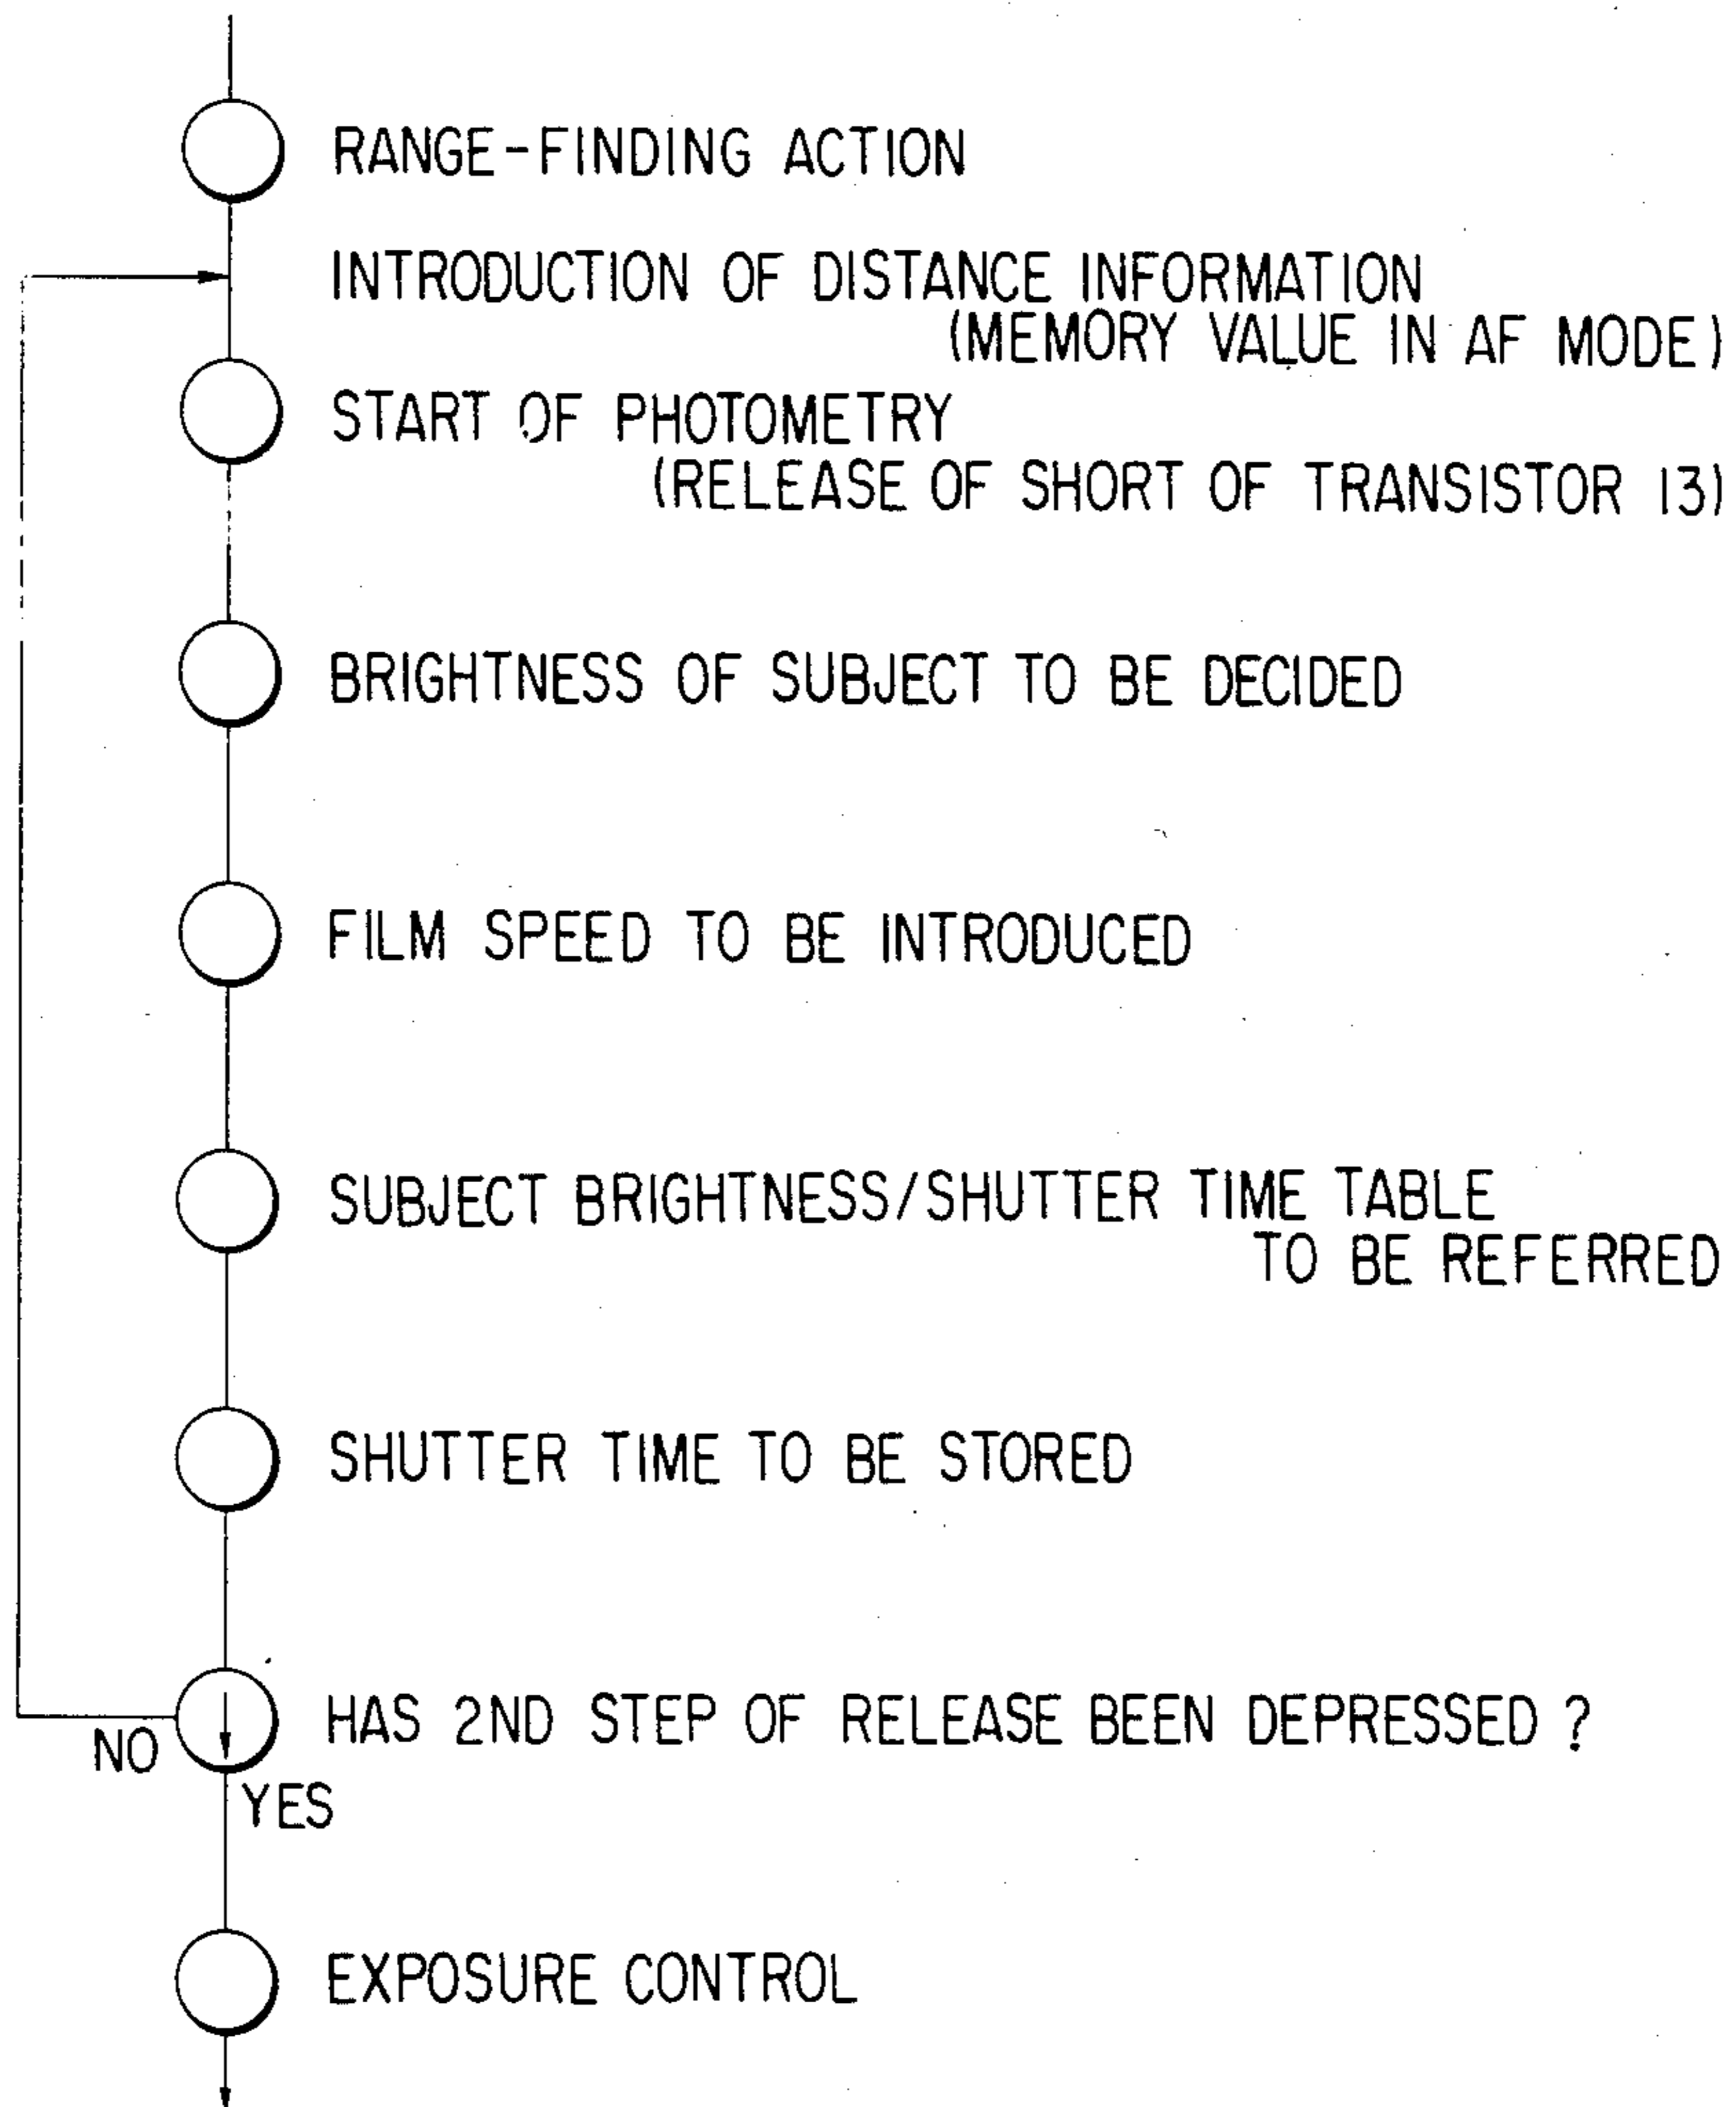 RANGE-FINDING ACTION
INTRODUCTION OF DISTANCE INFORMATION
(MEMORY VALUE IN AF MODE)
START OF PHOTOMETRY
(RELEASE OF SHORT OF TRANSISTOR 13)
BRIGHTNESS OF SUBJECT TO BE DECIDED
FILM SPEED TO BE INTRODUCED
SUBJECT BRIGHTNESS/SHUTTER TIME TABLE
TO BE REFERRED
SHUTTER TIME TO BE STORED
HAS 2ND STEP OF RELEASE BEEN DEPRESSED ?
NO
YES
EXPOSURE CONTROL